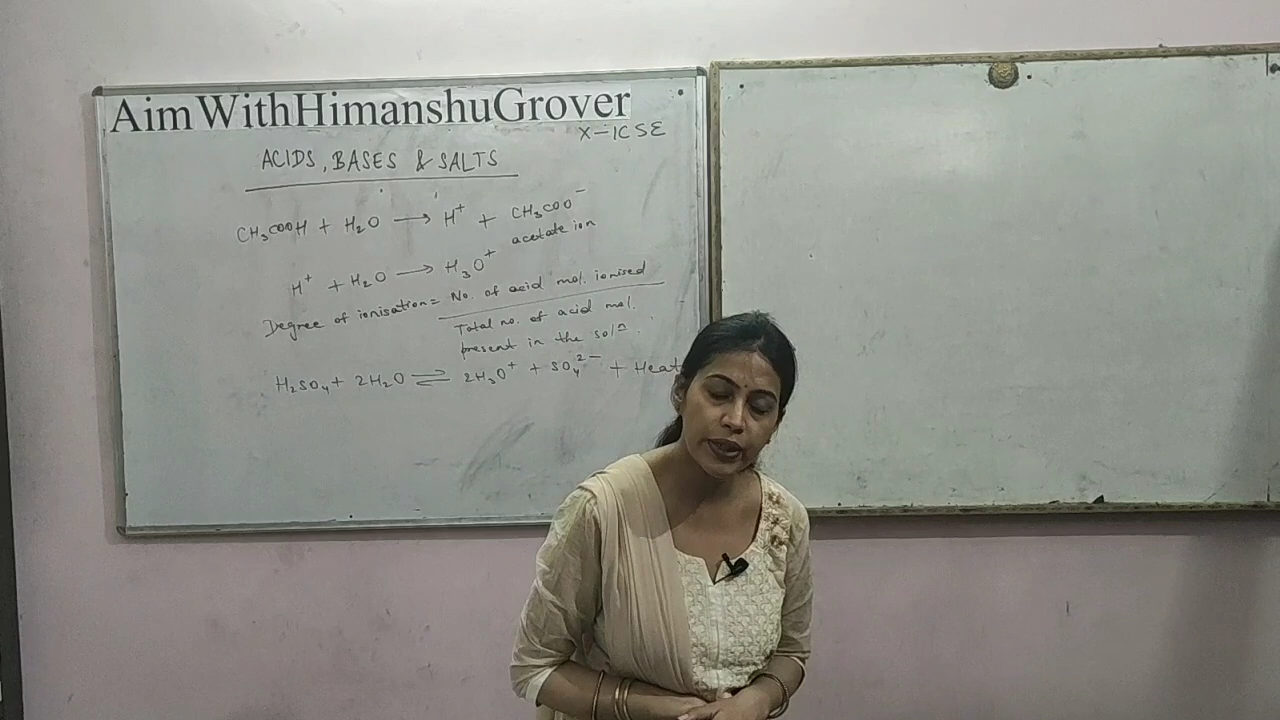 AimWithHimanshuGrover
X-ICSE
ACIDS, BASES & SALTS
CH₃COOH + H₂O ⟶ H⁺ + CH₃COO⁻
acetate ion
H⁺ + H₂O ⟶ H₃O⁺
Degree of ionisation = No. of acid mol. ionised
Total no. of acid mol.
present in the solⁿ.
H₂SO₄ + 2H₂O ⇌ 2H₃O⁺ + SO₄²⁻ + Heat